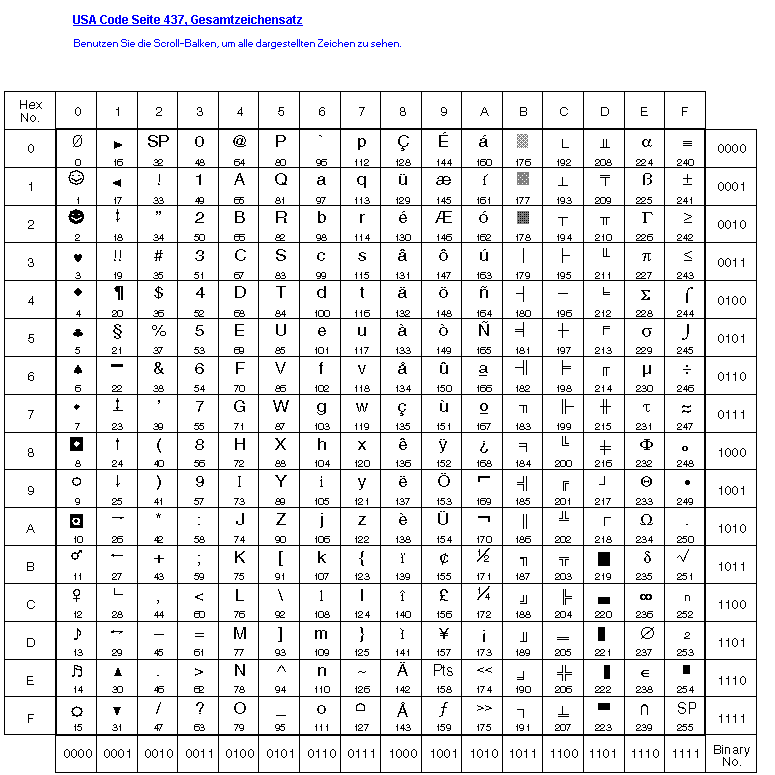 USA Code Seite 437, Gesamtzeichensatz
Benutzen Sie die Scroll-Balken, um alle dargestellten Zeichen zu sehen.
Hex No. 0 1 2 3 4 5 6 7 8 9 A B C D E F
0 Ø ► SP 0 @ P ` p Ç É á ░ └ ╨ α ≡ 0000
0 16 32 48 64 80 96 112 128 144 160 176 192 208 224 240
1 ☺ ◄ ! 1 A Q a q ü æ í ▒ ┴ ╤ ß ± 0001
1 17 33 49 65 81 97 113 129 145 161 177 193 209 225 241
2 ☻ ↕ " 2 B R b r é Æ ó ▓ ┬ ╥ Γ ≥ 0010
2 18 34 50 66 82 98 114 130 146 162 178 194 210 226 242
3 ♥ !! # 3 C S c s â ô ú │ ├ ╙ π ≤ 0011
3 19 35 51 67 83 99 115 131 147 163 179 195 211 227 243
4 ♦ ¶ $ 4 D T d t ä ö ñ ┤ ─ ╘ Σ ⌠ 0100
4 20 36 52 68 84 100 116 132 148 164 180 196 212 228 244
5 ♣ § % 5 E U e u à ò Ñ ╡ ┼ ╒ σ ⌡ 0101
5 21 37 53 69 85 101 117 133 149 165 181 197 213 229 245
6 ♠ ▬ & 6 F V f v å û ª ╢ ╞ ╓ µ ÷ 0110
6 22 38 54 70 86 102 118 134 150 166 182 198 214 230 246
7 • ↨ ' 7 G W g w ç ù º ╖ ╟ ╫ τ ≈ 0111
7 23 39 55 71 87 103 119 135 151 167 183 199 215 231 247
8 ◘ ↑ ( 8 H X h x ê ÿ ¿ ╕ ╚ ╪ Φ ° 1000
8 24 40 56 72 88 104 120 136 152 168 184 200 216 232 248
9 ○ ↓ ) 9 I Y i y ë Ö ⌐ ╣ ╔ ┘ Θ • 1001
9 25 41 57 73 89 105 121 137 153 169 185 201 217 233 249
A ◙ → * : J Z j z è Ü ¬ ║ ╩ ┌ Ω . 1010
10 26 42 58 74 90 106 122 138 154 170 186 202 218 234 250
B ♂ ← + ; K [ k { ï ¢ ½ ╗ ╦ █ δ √ 1011
11 27 43 59 75 91 107 123 139 155 171 187 203 219 235 251
C ♀ ∟ , < L \ l | î £ ¼ ╝ ╠ ▄ ∞ ⁿ 1100
12 28 44 60 76 92 108 124 140 156 172 188 204 220 236 252
D ♪ ↔ – = M ] m } ì ¥ ¡ ╜ ═ ▌ Ø ² 1101
13 29 45 61 77 93 109 125 141 157 173 189 205 221 237 253
E ♫ ▲ . > N ^ n ~ Ä Pts << ╛ ╬ ▐ ∈ ■ 1110
14 30 46 62 78 94 110 126 142 158 174 190 206 222 238 254
F ☼ ▼ / ? O _ o ⌂ Å ƒ >> ┐ ╧ ▀ ∩ SP 1111
15 31 47 63 79 95 111 127 143 159 175 191 207 223 239 255
0000 0001 0010 0011 0100 0101 0110 0111 1000 1001 1010 1011 1100 1101 1110 1111 Binary No.